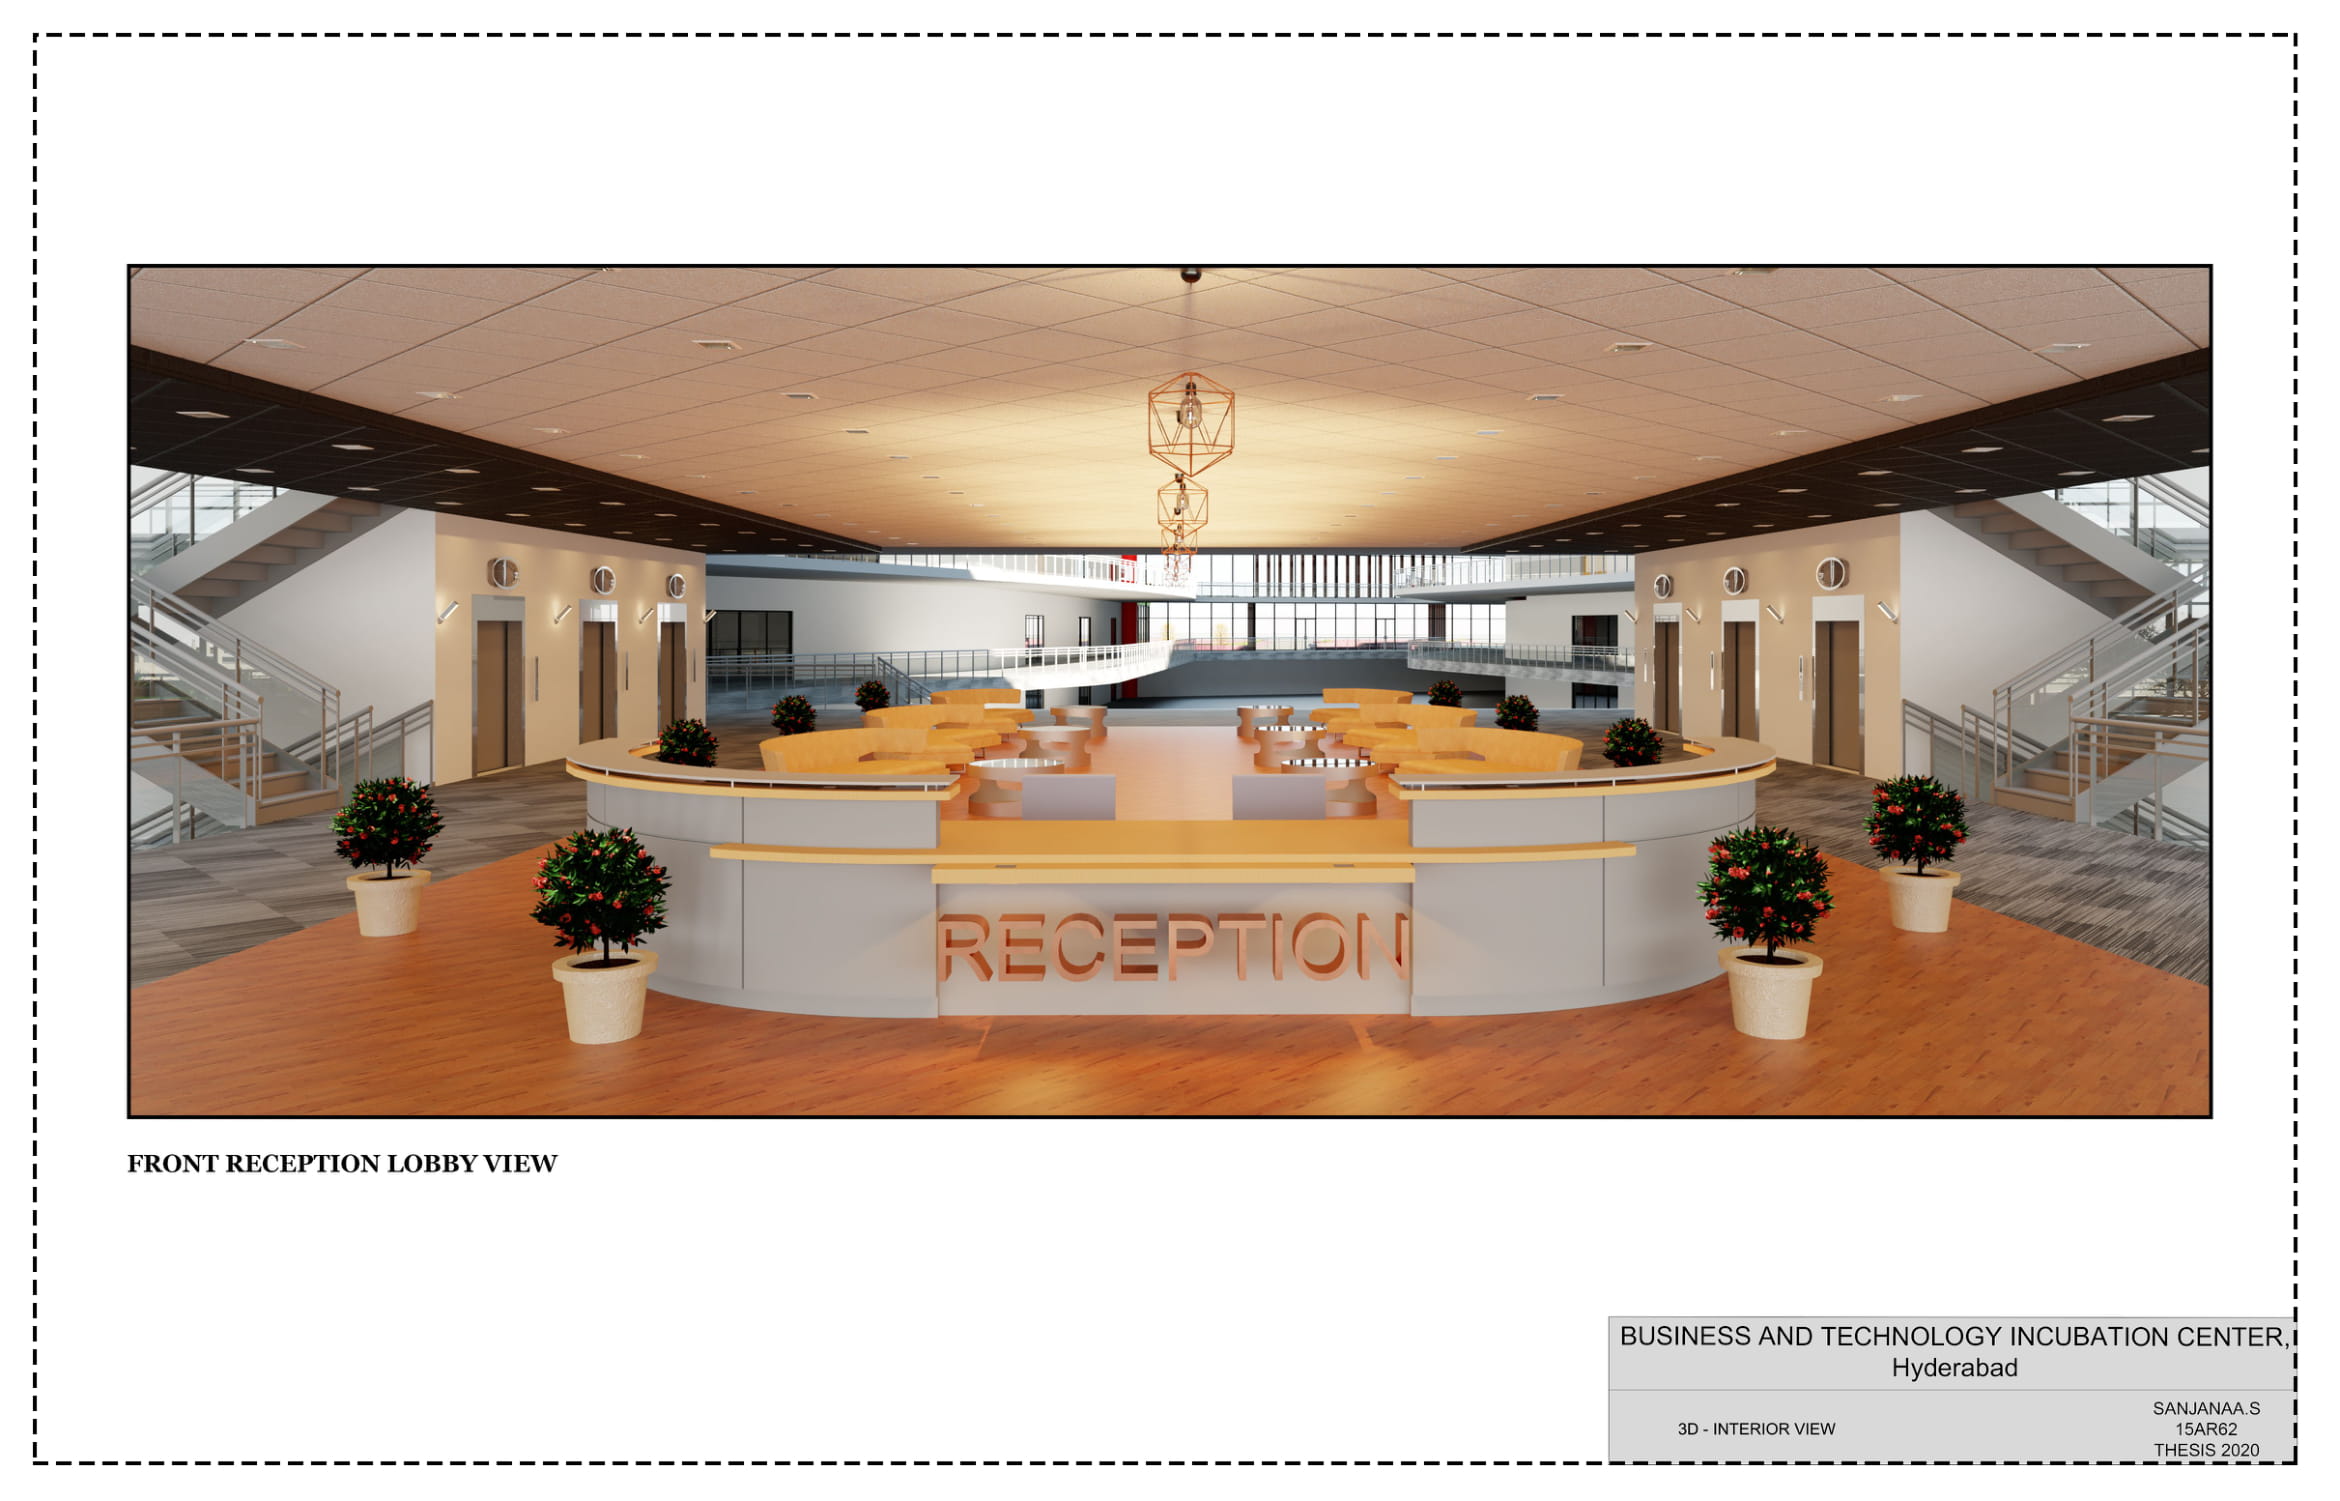 RECEPTION
FRONT RECEPTION LOBBY VIEW
BUSINESS AND TECHNOLOGY INCUBATION CENTER,
Hyderabad
3D - INTERIOR VIEW
SANJANAA.S
15AR62
THESIS 2020